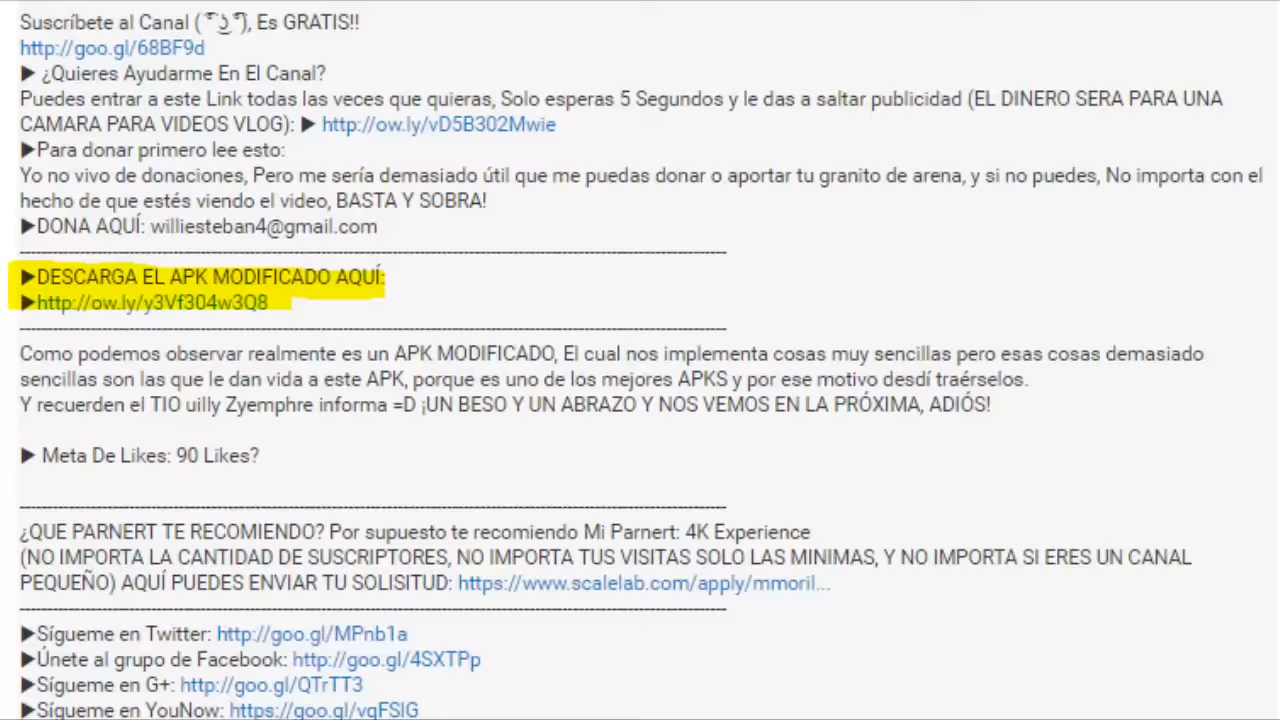 Suscríbete al Canal ( ͡° ͜ʖ ͡°), Es GRATIS!!
http://goo.gl/68BF9d
▶ ¿Quieres Ayudarme En El Canal?
Puedes entrar a este Link todas las veces que quieras, Solo esperas 5 Segundos y le das a saltar publicidad (EL DINERO SERA PARA UNA
CAMARA PARA VIDEOS VLOG): ▶ http://ow.ly/vD5B302Mwie
▶Para donar primero lee esto:
Yo no vivo de donaciones, Pero me sería demasiado útil que me puedas donar o aportar tu granito de arena, y si no puedes, No importa con el
hecho de que estés viendo el video, BASTA Y SOBRA!
▶DONA AQUÍ: williesteban4@gmail.com
▶DESCARGA EL APK MODIFICADO AQUÍ:
▶http://ow.ly/y3Vf304w3Q8
Como podemos observar realmente es un APK MODIFICADO, El cual nos implementa cosas muy sencillas pero esas cosas demasiado
sencillas son las que le dan vida a este APK, porque es uno de los mejores APKS y por ese motivo desdí traérselos.
Y recuerden el TIO uilly Zyemphre informa =D ¡UN BESO Y UN ABRAZO Y NOS VEMOS EN LA PRÓXIMA, ADIÓS!
▶ Meta De Likes: 90 Likes?
¿QUE PARNERT TE RECOMIENDO? Por supuesto te recomiendo Mi Parnert: 4K Experience
(NO IMPORTA LA CANTIDAD DE SUSCRIPTORES, NO IMPORTA TUS VISITAS SOLO LAS MINIMAS, Y NO IMPORTA SI ERES UN CANAL
PEQUEÑO) AQUÍ PUEDES ENVIAR TU SOLISITUD: https://www.scalelab.com/apply/mmoril...
▶Sígueme en Twitter: http://goo.gl/MPnb1a
▶Únete al grupo de Facebook: http://goo.gl/4SXTPp
▶Sígueme en G+: http://goo.gl/QTrTT3
▶Sígueme en YouNow: https://goo.gl/vqFSIG